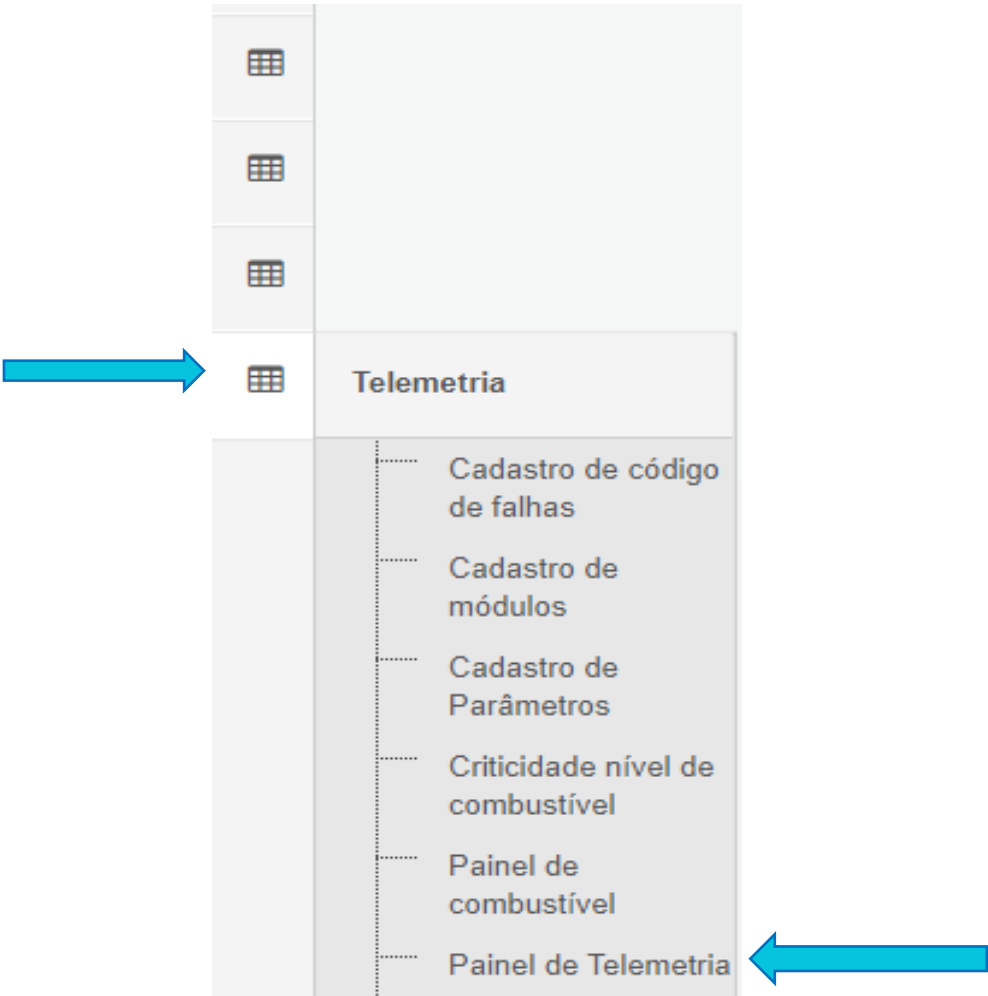 Telemetria
Cadastro de código
de falhas
Cadastro de
módulos
Cadastro de
Parâmetros
Criticidade nível de
combustível
Painel de
combustível
Painel de Telemetria